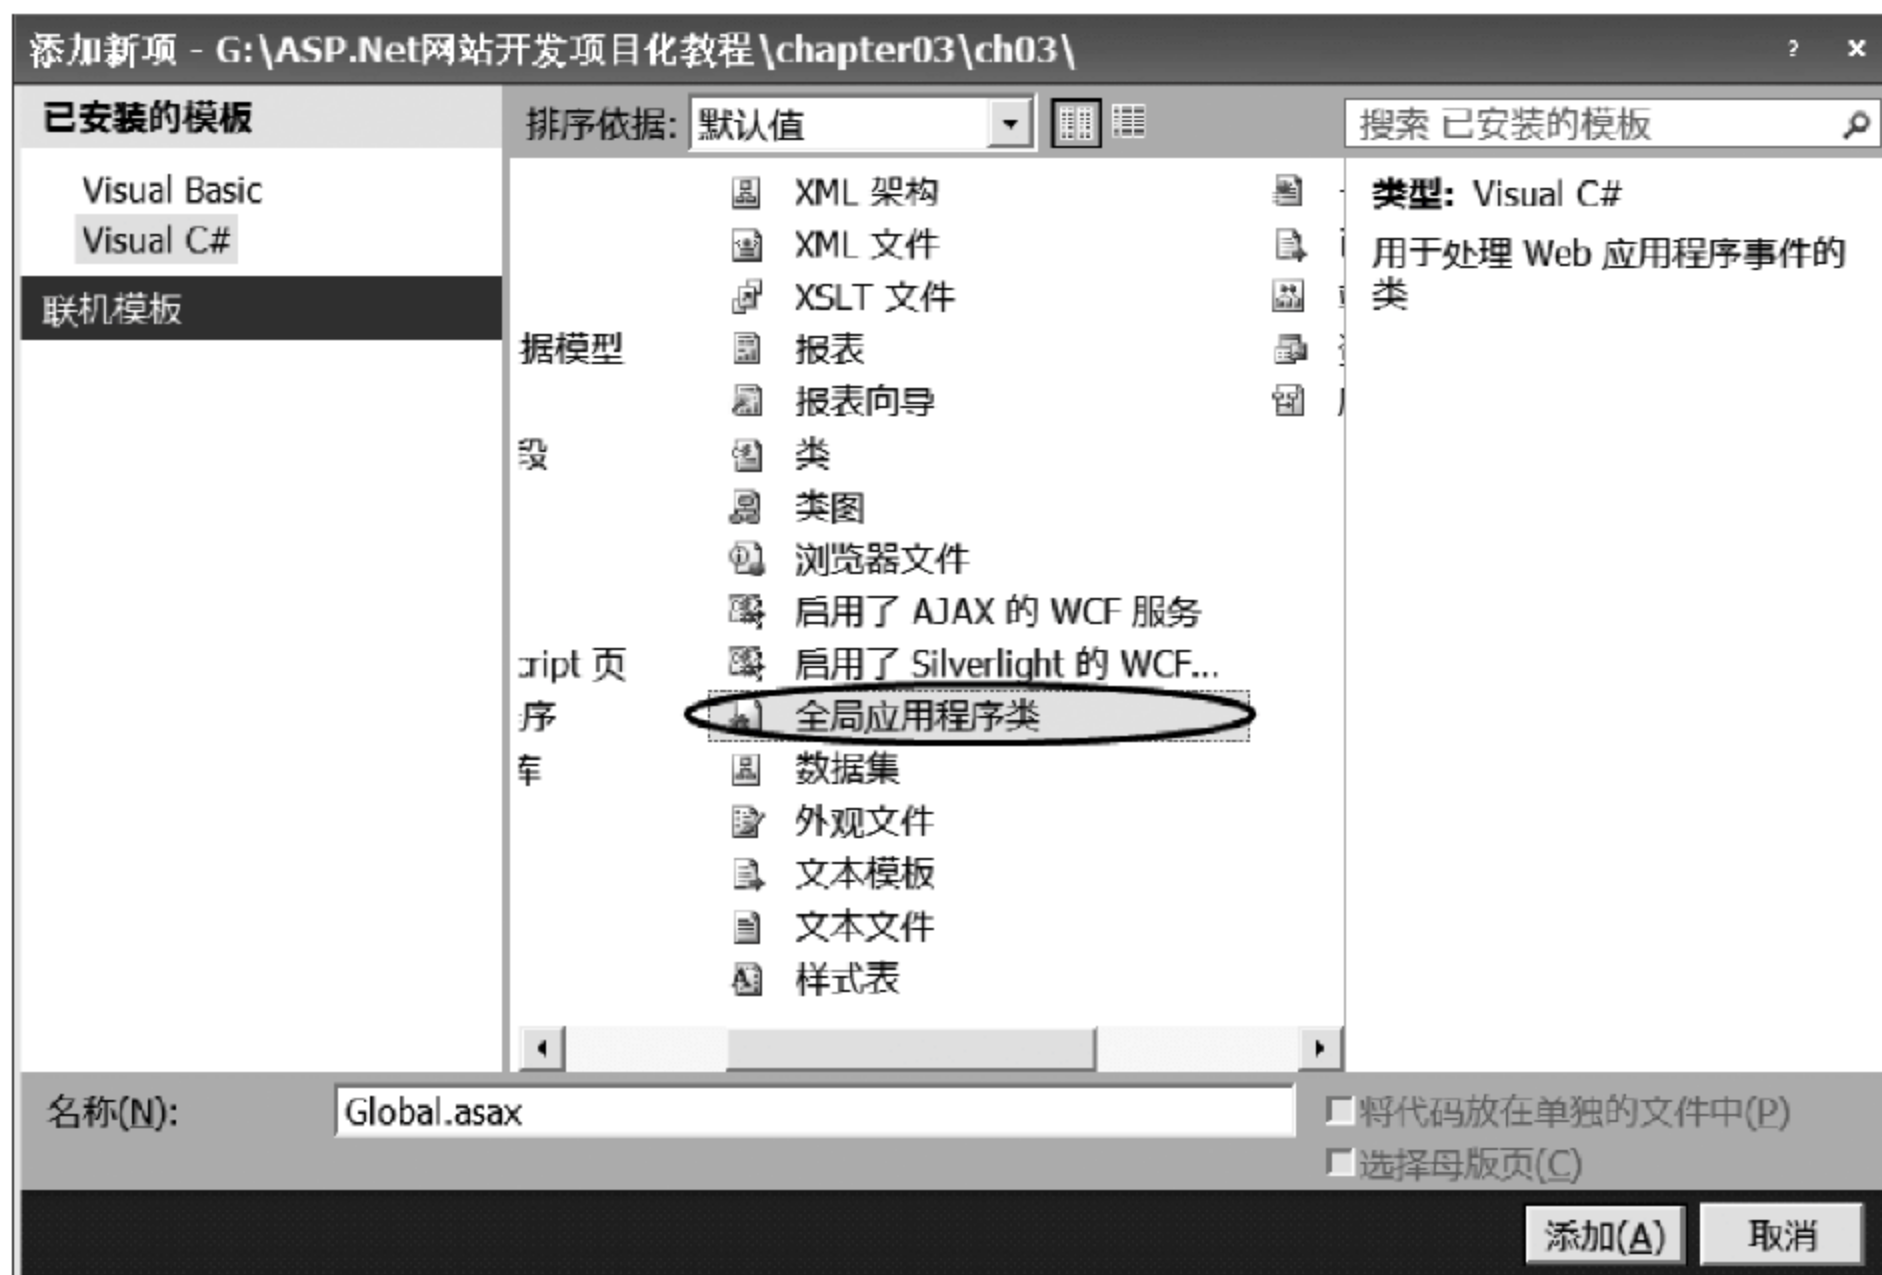 添加新项 - G:\ASP.Net网站开发项目化教程\chapter03\ch03\
已安装的模板
Visual Basic
Visual C#
联机模板
排序依据: 默认值
搜索 已安装的模板
据模型
段
cript 页
序
库
XML 架构
XML 文件
XSLT 文件
报表
报表向导
类
类图
浏览器文件
启用了 AJAX 的 WCF 服务
启用了 Silverlight 的 WCF...
全局应用程序类
数据集
外观文件
文本模板
文本文件
样式表
类型: Visual C#
用于处理 Web 应用程序事件的
类
名称(N):
Global.asax
将代码放在单独的文件中(P)
选择母版页(C)
添加(A)
取消